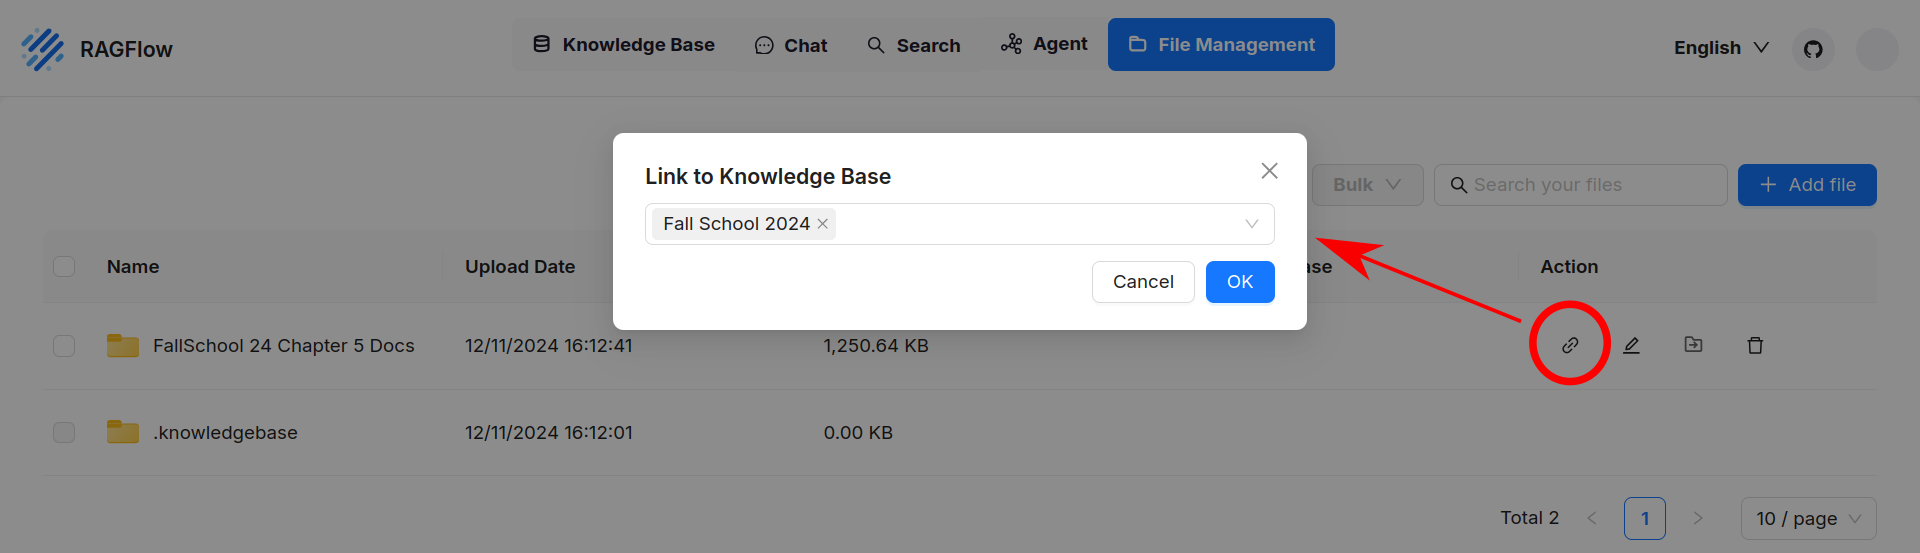 RAGFlow
Knowledge Base
Chat
Search
Agent
File Management
English
Link to Knowledge Base
Fall School 2024
Cancel
OK
Bulk
Search your files
Add file
Name
Upload Date
Action
FallSchool 24 Chapter 5 Docs
12/11/2024 16:12:41
1,250.64 KB
.knowledgebase
12/11/2024 16:12:01
0.00 KB
Total 2
1
10 / page